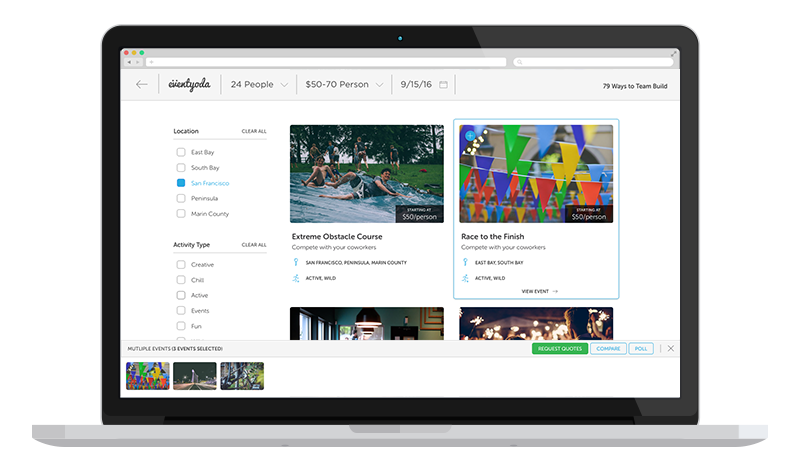 eventyoda
24 People
$50-70 Person
9/15/16
79 Ways to Team Build
Location
CLEAR ALL
East Bay
South Bay
San Francisco
Peninsula
Marin County
Activity Type
CLEAR ALL
Creative
Chill
Active
Events
Fun
STARTING AT
$50/person
Extreme Obstacle Course
Compete with your coworkers
SAN FRANCISCO, PENINSULA, MARIN COUNTY
ACTIVE, WILD
STARTING AT
$50/person
Race to the Finish
Compete with your coworkers
EAST BAY, SOUTH BAY
ACTIVE, WILD
VIEW EVENT
MUTLIPLE EVENTS (3 EVENTS SELECTED)
REQUEST QUOTES
COMPARE
POLL